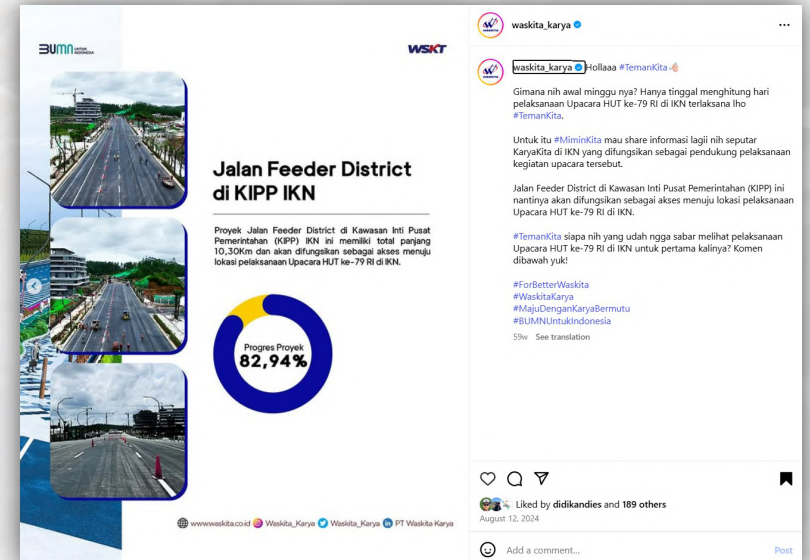 BUMN UNTUK
INDONESIA
WSKT
Jalan Feeder District
di KIPP IKN
Proyek Jalan Feeder District di Kawasan Inti Pusat
Pemerintahan (KIPP) IKN ini memiliki total panjang
10,30Km dan akan difungsikan sebagai akses menuju
lokasi pelaksanaan Upacara HUT ke-79 RI di IKN.
Progres Proyek
82,94%
www.waskita.co.id Waskita_Karya Waskita_Karya PT Waskita Karya
waskita_karya
waskita_karya Hollaaa #TemanKita
Gimana nih awal minggu nya? Hanya tinggal menghitung hari
pelaksanaan Upacara HUT ke-79 RI di IKN terlaksana lho
#TemanKita.
Untuk itu #MiminKita mau share informasi lagii nih seputar
KaryaKita di IKN yang difungsikan sebagai pendukung pelaksanaan
kegiatan upacara tersebut.
Jalan Feeder District di Kawasan Inti Pusat Pemerintahan (KIPP) ini
nantinya akan difungsikan sebagai akses menuju lokasi pelaksanaan
Upacara HUT ke-79 RI di IKN.
#TemanKita siapa nih yang udah ngga sabar melihat pelaksanaan
Upacara HUT ke-79 RI di IKN untuk pertama kalinya? Komen
dibawah yuk!
#ForBetterWaskita
#WaskitaKarya
#MajuDenganKaryaBermutu
#BUMNUntukIndonesia
59w See translation
Liked by didikandies and 189 others
August 12, 2024
Add a comment...
Post